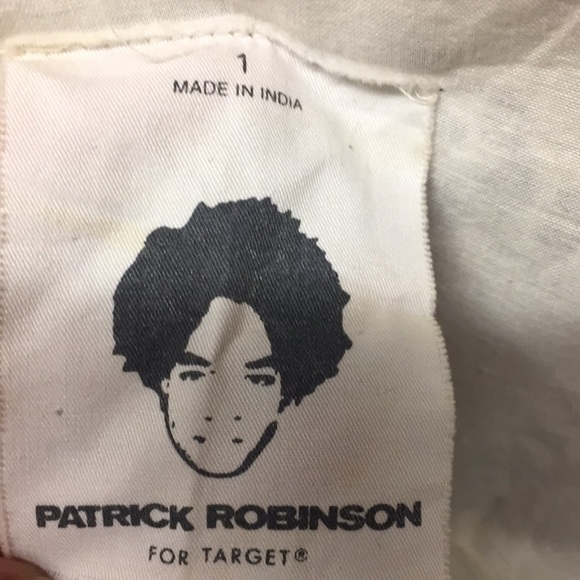 1
MADE IN INDIA
PATRICK ROBINSON
FOR TARGET®